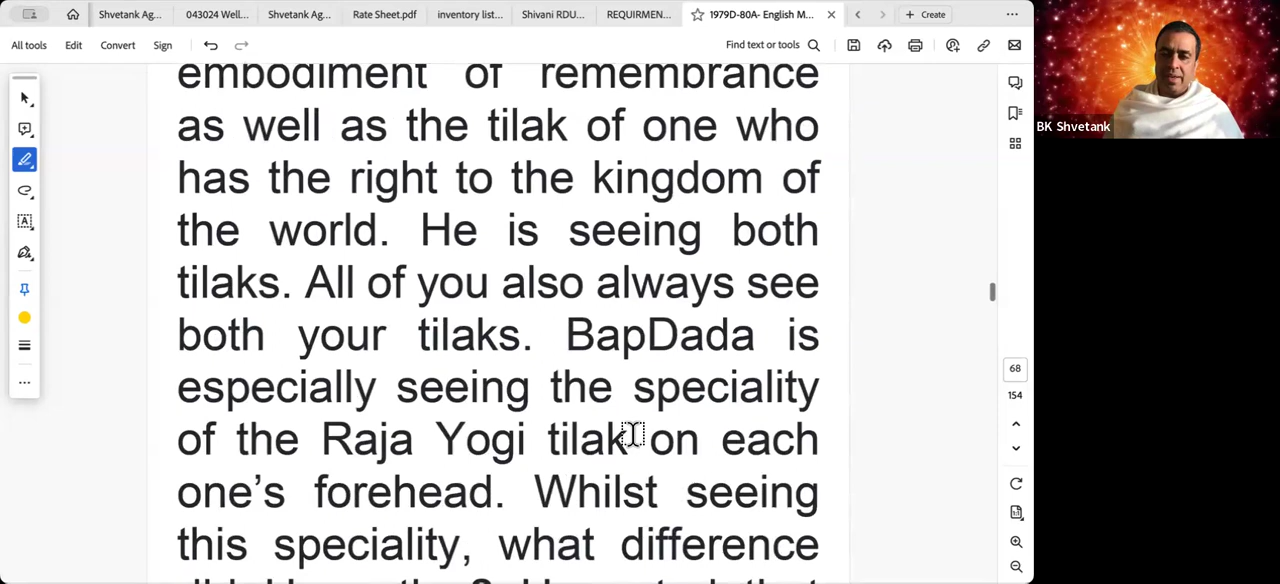 Shvetank Ag...
043024 Well...
Shvetank Ag...
Rate Sheet.pdf
inventory list...
Shivani RDU...
REQUIRMEN...
1979D-80A- English M...
Create
All tools
Edit
Convert
Sign
Find text or tools
embodiment of remembrance
as well as the tilak of one who
has the right to the kingdom of
the world. He is seeing both
tilaks. All of you also always see
both your tilaks. BapDada is
especially seeing the speciality
of the Raja Yogi tilak on each
one’s forehead. Whilst seeing
this speciality, what difference
68
154
BK Shvetank